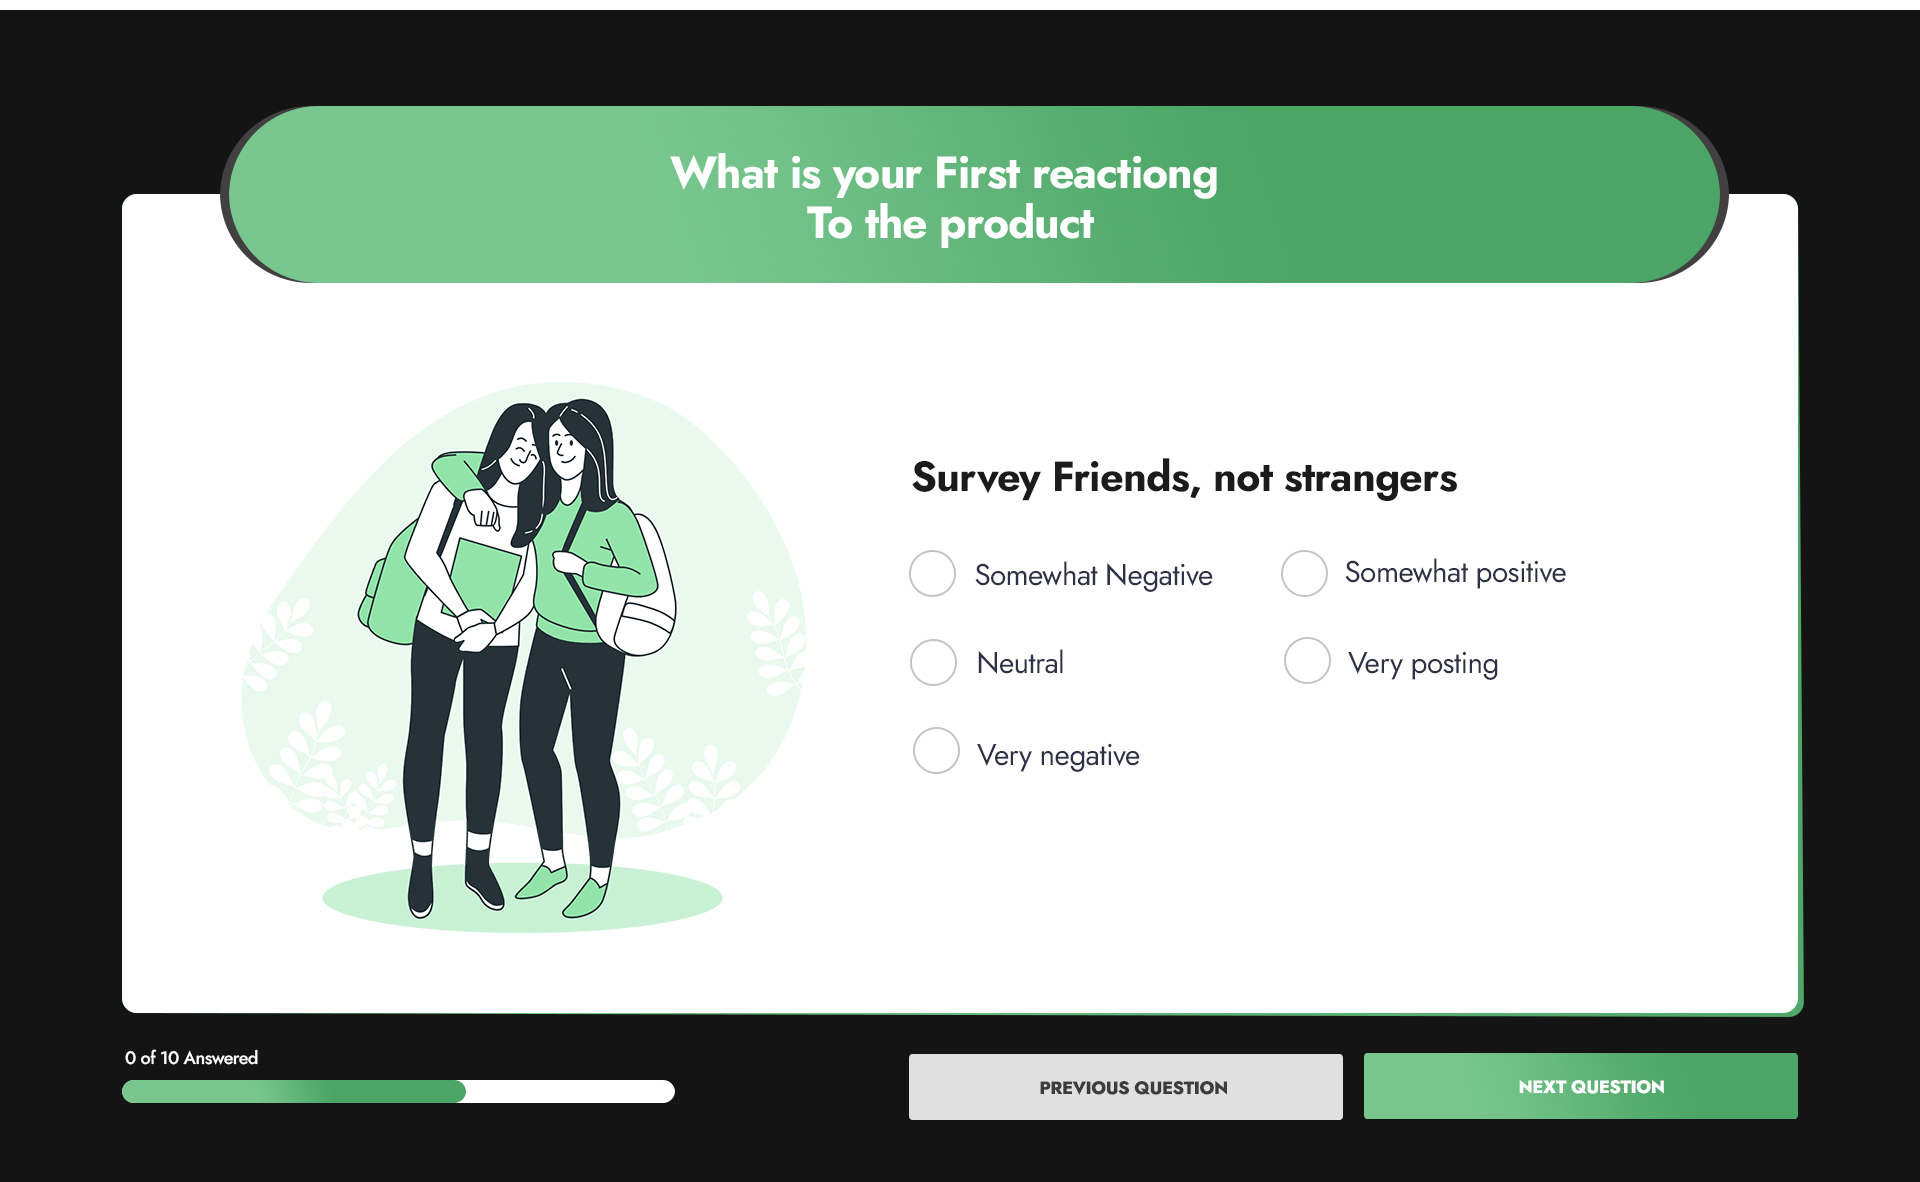 What is your First reactiong
To the product
Survey Friends, not strangers
Somewhat Negative
Somewhat positive
Neutral
Very posting
Very negative
0 of 10 Answered
PREVIOUS QUESTION
NEXT QUESTION